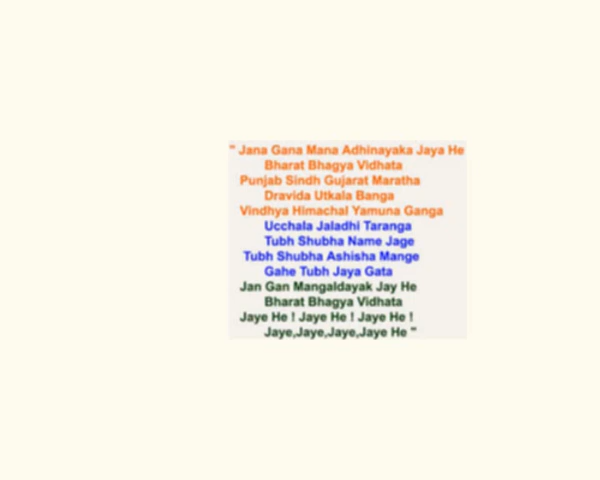 " Jana Gana Mana Adhinayaka Jaya He
Bharat Bhagya Vidhata
Punjab Sindh Gujarat Maratha
Dravida Utkala Banga
Vindhya Himachal Yamuna Ganga
Ucchala Jaladhi Taranga
Tubh Shubha Name Jage
Tubh Shubha Ashisha Mange
Gahe Tubh Jaya Gata
Jan Gan Mangaldayak Jay He
Bharat Bhagya Vidhata
Jaye He ! Jaye He ! Jaye He !
Jaye,Jaye,Jaye,Jaye He "